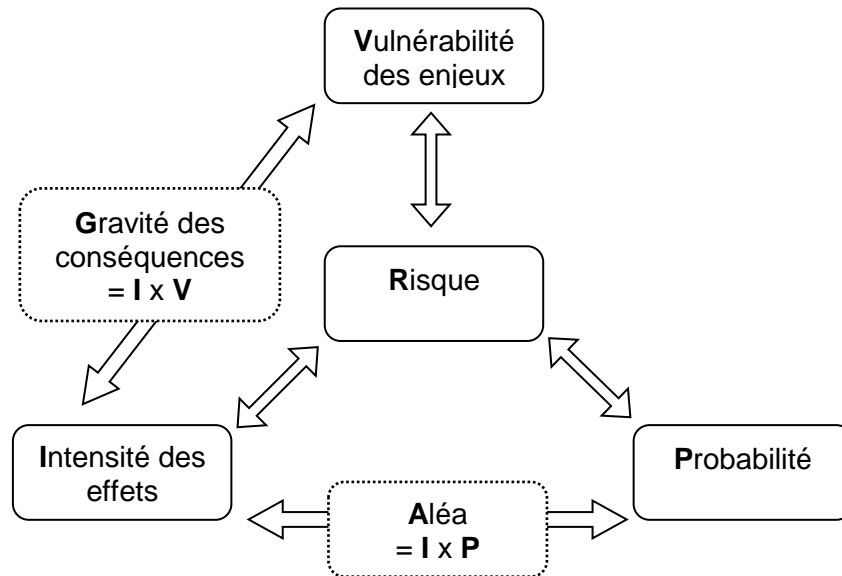 Vulnérabilité
des enjeux
Gravité des
conséquences
= I x V
Risque
Intensité des
effets
Probabilité
Aléa
= I x P